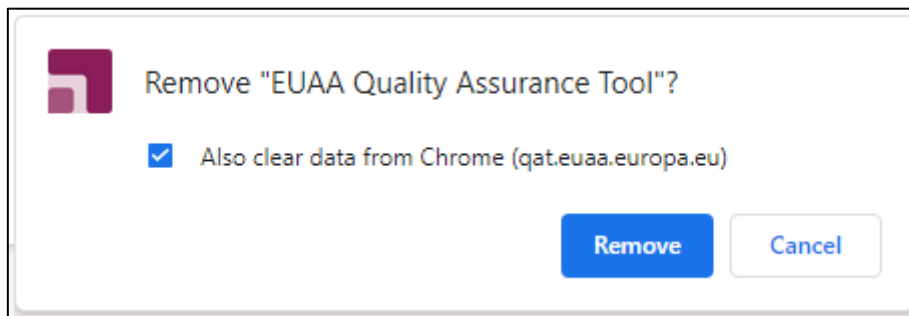 Remove "EUAA Quality Assurance Tool"?
Also clear data from Chrome (qat.euaa.europa.eu)
Remove
Cancel